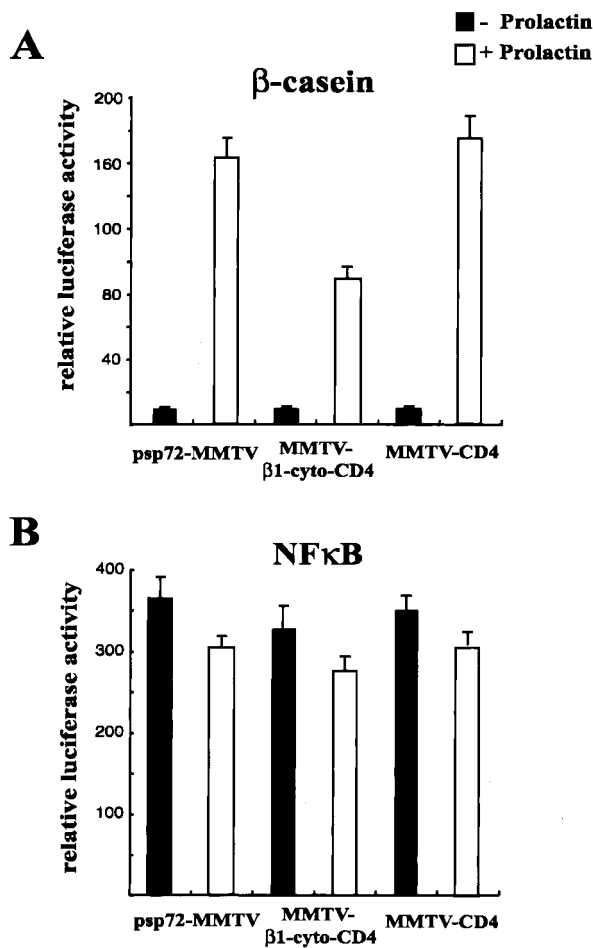 - Prolactin
+ Prolactin
A
β-casein
relative luciferase activity
200
160
100
80
40
psp72-MMTV
MMTV-
β1-cyto-CD4
MMTV-CD4
B
NFκB
relative luciferase activity
400
300
200
100
psp72-MMTV
MMTV-
β1-cyto-CD4
MMTV-CD4